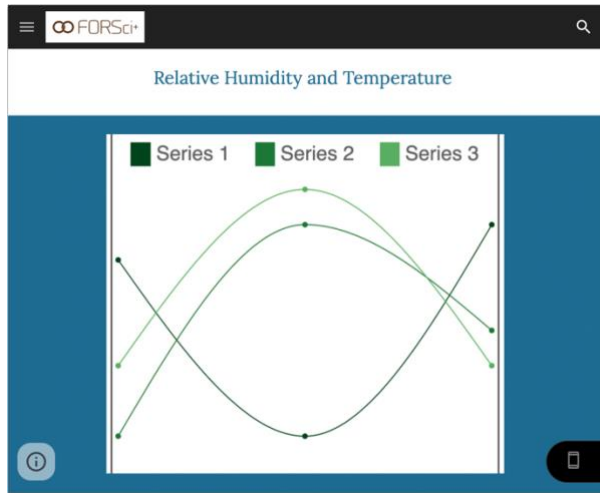 FORSci+
Relative Humidity and Temperature
Series 1 Series 2 Series 3